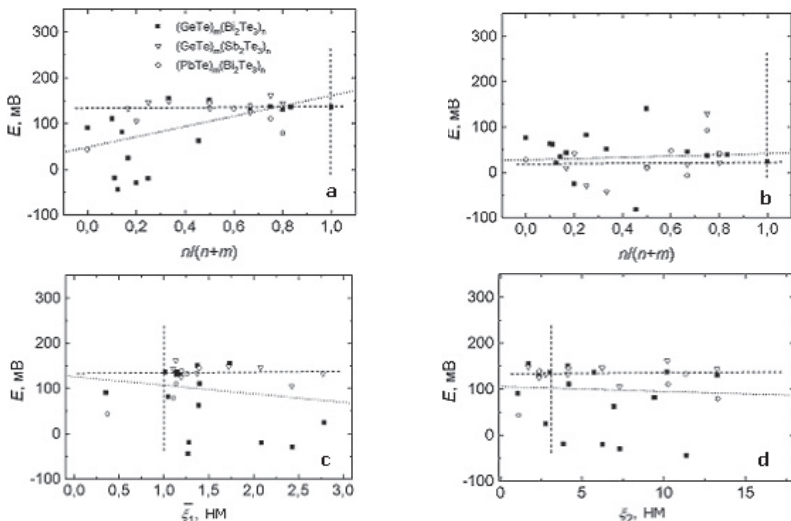 (GeTe)ₘ(Bi₂Te₃)ₙ
(GeTe)ₘ(Sb₂Te₃)ₙ
(PbTe)ₘ(Bi₂Te₃)ₙ
E, мВ
300
200
100
0
-100
0,0 0,2 0,4 0,6 0,8 1,0
n/(n+m)
a
E, мВ
300
200
100
0
-100
0,0 0,2 0,4 0,6 0,8 1,0
n/(n+m)
b
E, мВ
300
200
100
0
-100
0,0 0,5 1,0 1,5 2,0 2,5 3,0
ξ̅₁, нм
c
E, мВ
300
200
100
0
-100
0 5 10 15
ξ₂, нм
d